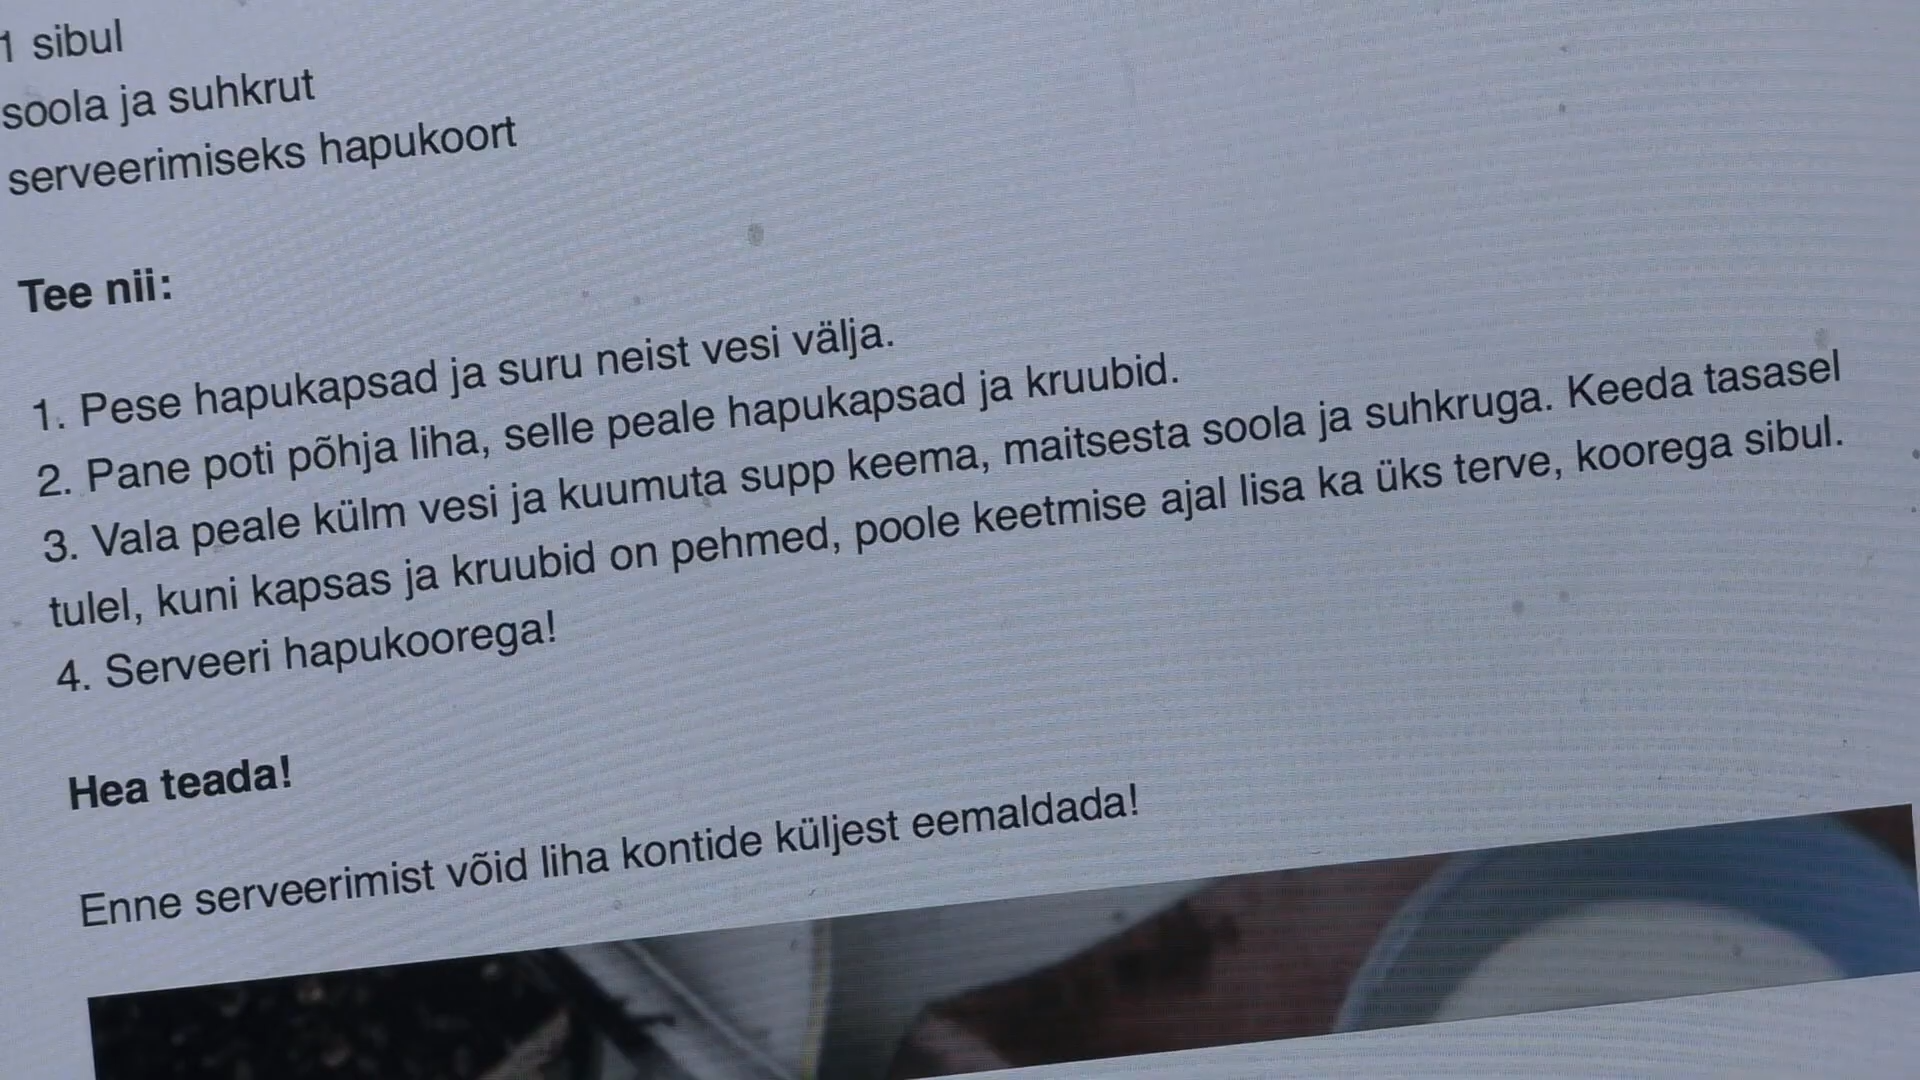 1 sibul
soola ja suhkrut
serveerimiseks hapukoort
Tee nii:
1. Pese hapukapsad ja suru neist vesi välja.
2. Pane poti põhja liha, selle peale hapukapsad ja kruubid.
3. Vala peale külm vesi ja kuumuta supp keema, maitsesta soola ja suhkruga. Keeda tasasel
tulel, kuni kapsas ja kruubid on pehmed, poole keetmise ajal lisa ka üks terve, koorega sibul.
4. Serveeri hapukoorega!
Hea teada!
Enne serveerimist võid liha kontide küljest eemaldada!